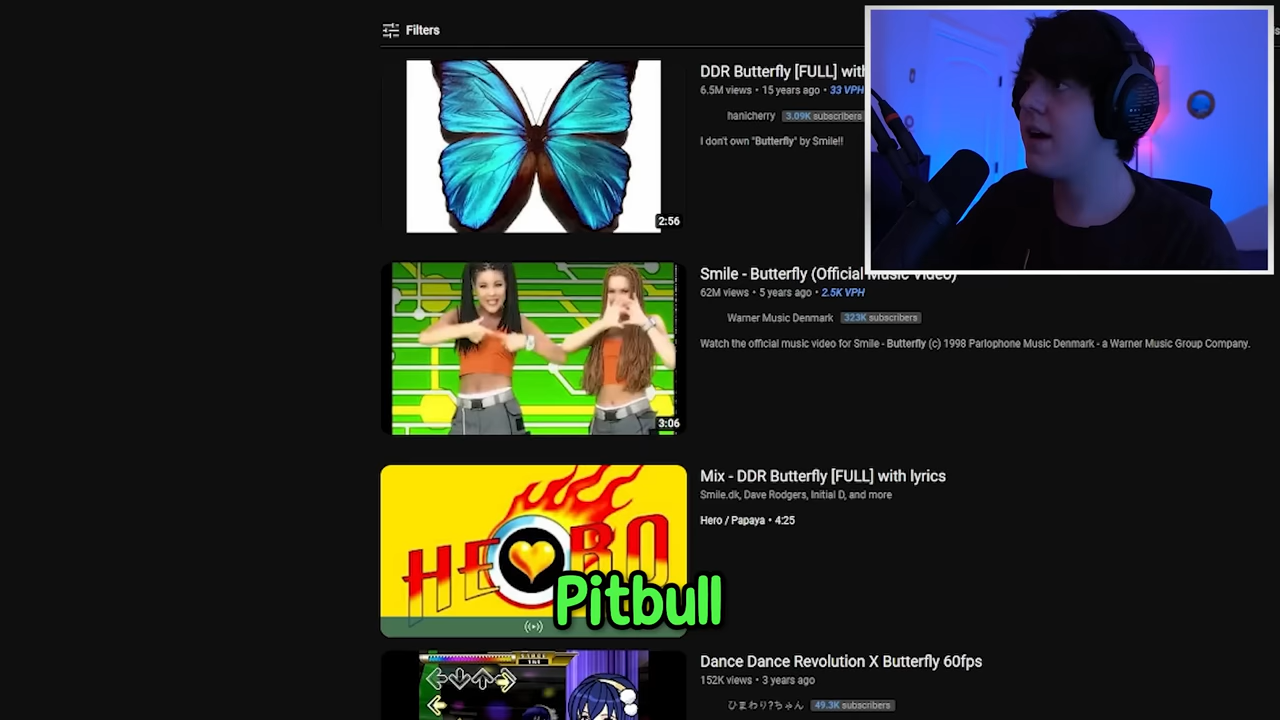 Filters
DDR Butterfly [FULL] with
6.5M views • 15 years ago • 33 VPH
hanicherry 3.09K subscribers
I don't own "Butterfly" by Smile!!
2:56
Smile - Butterfly (Official Music Video)
62M views • 5 years ago • 2.5K VPH
Warner Music Denmark 323K subscribers
Watch the official music video for Smile - Butterfly (c) 1998 Parlophone Music Denmark - a Warner Music Group Company.
3:06
Mix - DDR Butterfly [FULL] with lyrics
Smile.dk, Dave Rodgers, Initial D, and more
Hero / Papaya • 4:25
HERO
Pitbull
Dance Dance Revolution X Butterfly 60fps
152K views • 3 years ago
ひまわり?ちゃん 49.3K subscribers